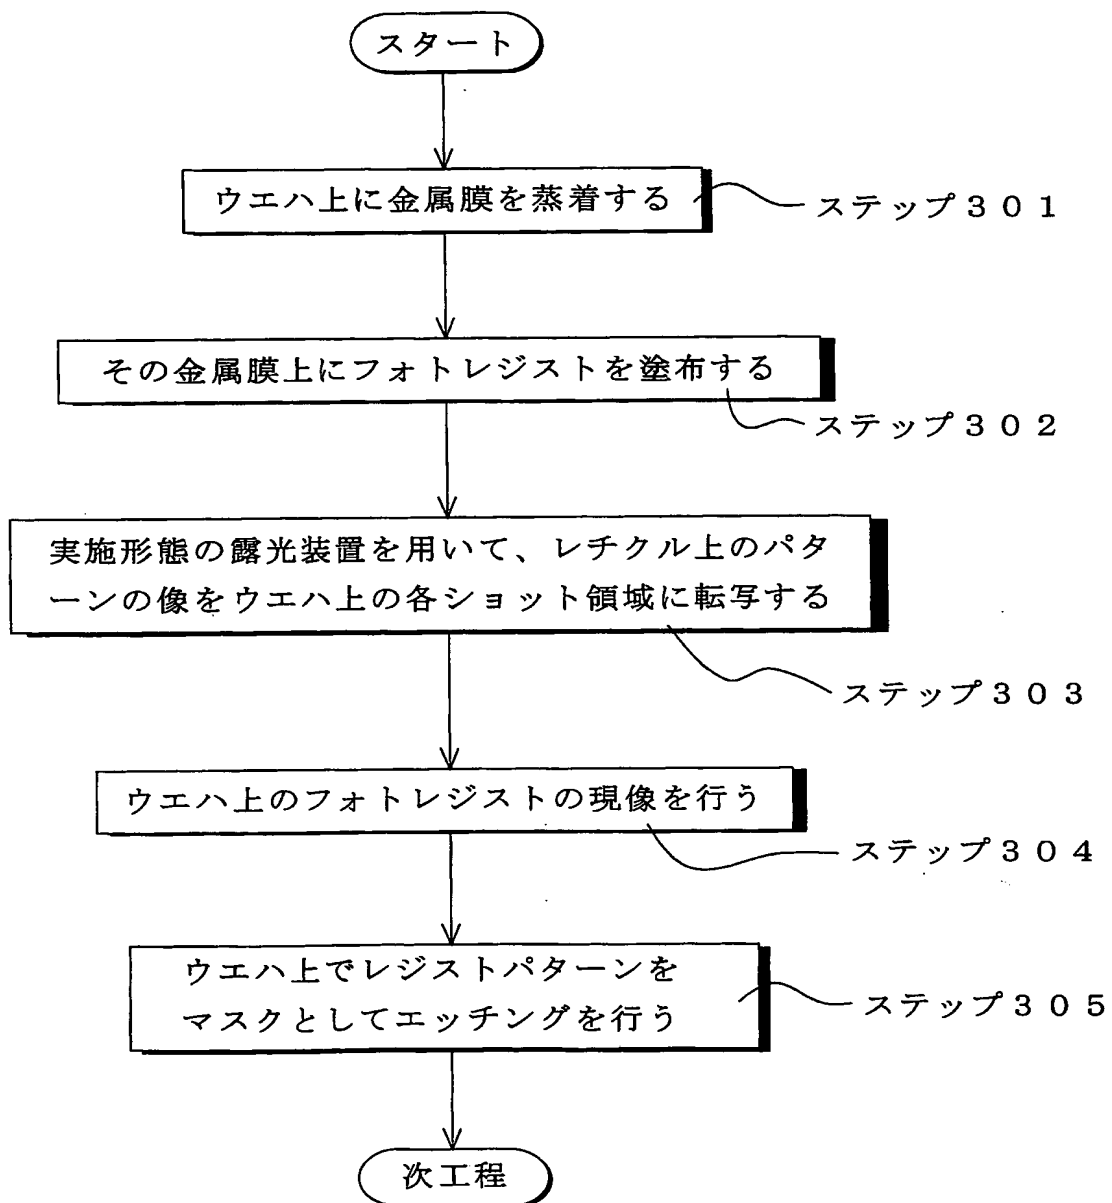 スタート
ウエハ上に金属膜を蒸着する
ステップ３０１
その金属膜上にフォトレジストを塗布する
ステップ３０２
実施形態の露光装置を用いて、レチクル上のパタ
ーンの像をウエハ上の各ショット領域に転写する
ステップ３０３
ウエハ上のフォトレジストの現像を行う
ステップ３０４
ウエハ上でレジストパターンを
マスクとしてエッチングを行う
ステップ３０５
次工程